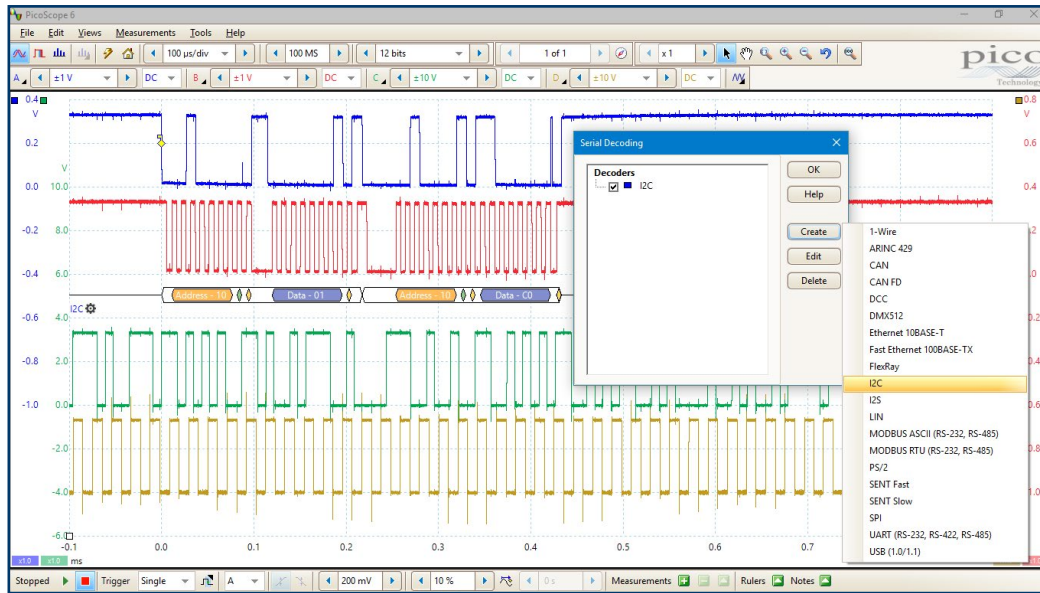 PicoScope 6
File Edit Views Measurements Tools Help
100 µs/div 100 MS 12 bits 1 of 1 x 1
pico
Technology
A ±1 V DC B ±1 V DC C ±10 V DC D ±10 V DC
0.4 0.8
V V
0.2 0.6
V
0.0 10.0 0.4
-0.2 8.0
-0.4 6.0
Address - 10 Data - 01 Address - 10 Data - C0
I2C
-0.6 4.0 0.2
-0.8 2.0 0.4
-1.0 0.0
-2.0 0.8
-4.0 1.0
-6.0
-0.1 0.0 0.1 0.2 0.3 0.4 0.5 0.6 0.7
x1.0 x1.0 ms
Serial Decoding
Decoders
I2C
OK
Help
Create
Edit
Delete
1-Wire
ARINC 429
CAN
CAN FD
DCC
DMX512
Ethernet 10BASE-T
Fast Ethernet 100BASE-TX
FlexRay
I2C
I2S
LIN
MODBUS ASCII (RS-232, RS-485)
MODBUS RTU (RS-232, RS-485)
PS/2
SENT Fast
SENT Slow
SPI
UART (RS-232, RS-422, RS-485)
USB (1.0/1.1)
Stopped Trigger Single A 200 mV 10 % 0 s Measurements Rulers Notes